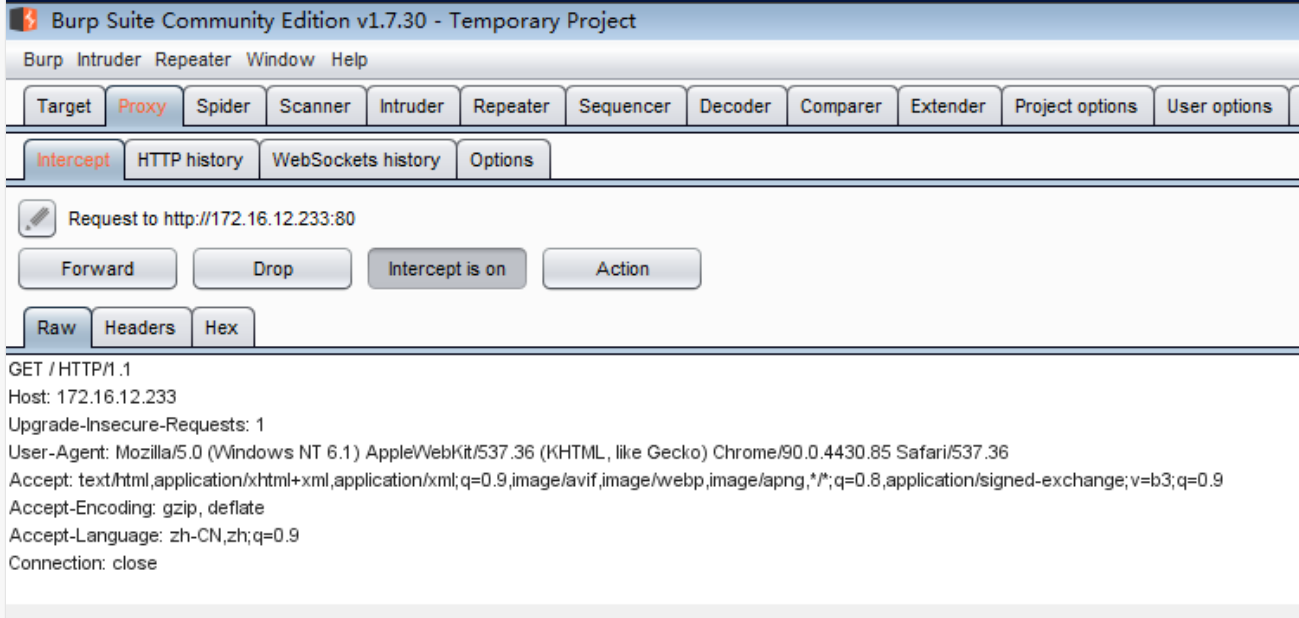 Burp Suite Community Edition v1.7.30 - Temporary Project
Burp Intruder Repeater Window Help
Target Proxy Spider Scanner Intruder Repeater Sequencer Decoder Comparer Extender Project options User options
Intercept HTTP history WebSockets history Options
Request to http://172.16.12.233:80
Forward Drop Intercept is on Action
Raw Headers Hex
GET / HTTP/1.1
Host: 172.16.12.233
Upgrade-Insecure-Requests: 1
User-Agent: Mozilla/5.0 (Windows NT 6.1) AppleWebKit/537.36 (KHTML, like Gecko) Chrome/90.0.4430.85 Safari/537.36
Accept: text/html,application/xhtml+xml,application/xml;q=0.9,image/avif,image/webp,image/apng,*/*;q=0.8,application/signed-exchange;v=b3;q=0.9
Accept-Encoding: gzip, deflate
Accept-Language: zh-CN,zh;q=0.9
Connection: close